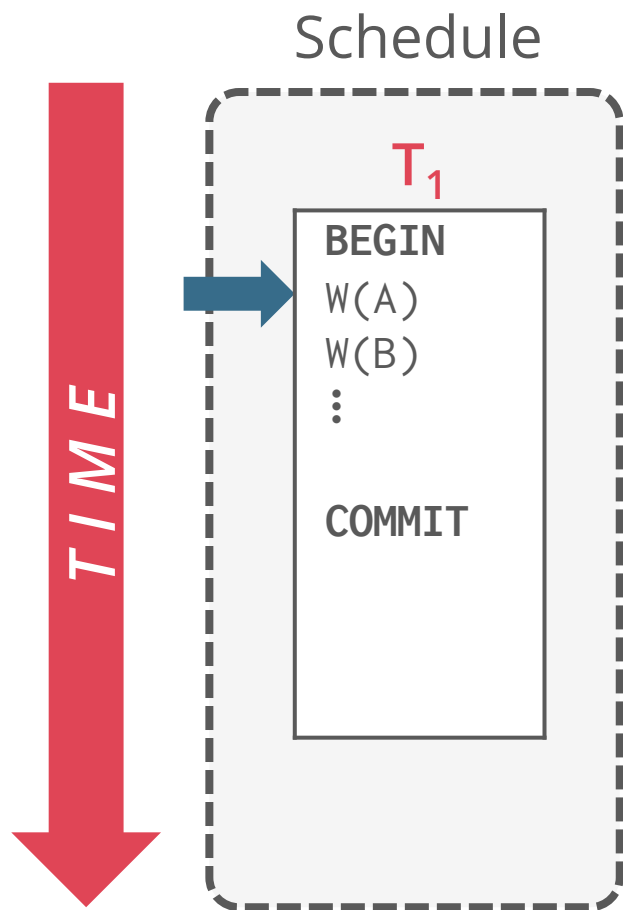 Schedule
T₁
BEGIN
W(A)
W(B)
⋮
COMMIT
TIME